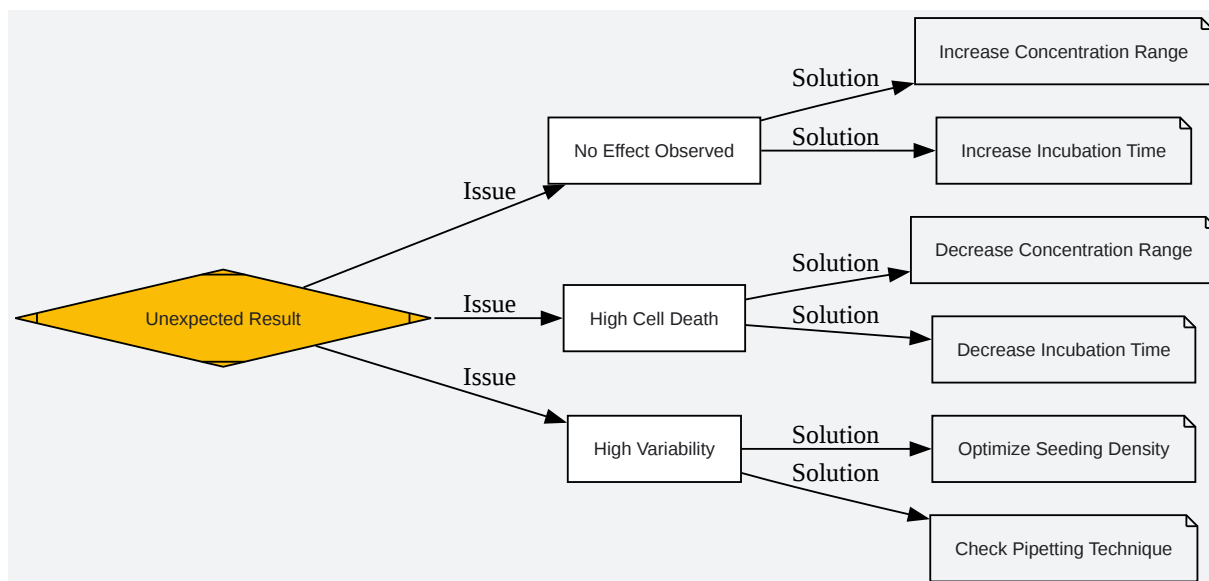 Unexpected Result
Issue
Issue
Issue
No Effect Observed
High Cell Death
High Variability
Solution
Solution
Solution
Solution
Solution
Solution
Increase Concentration Range
Increase Incubation Time
Decrease Concentration Range
Decrease Incubation Time
Optimize Seeding Density
Check Pipetting Technique